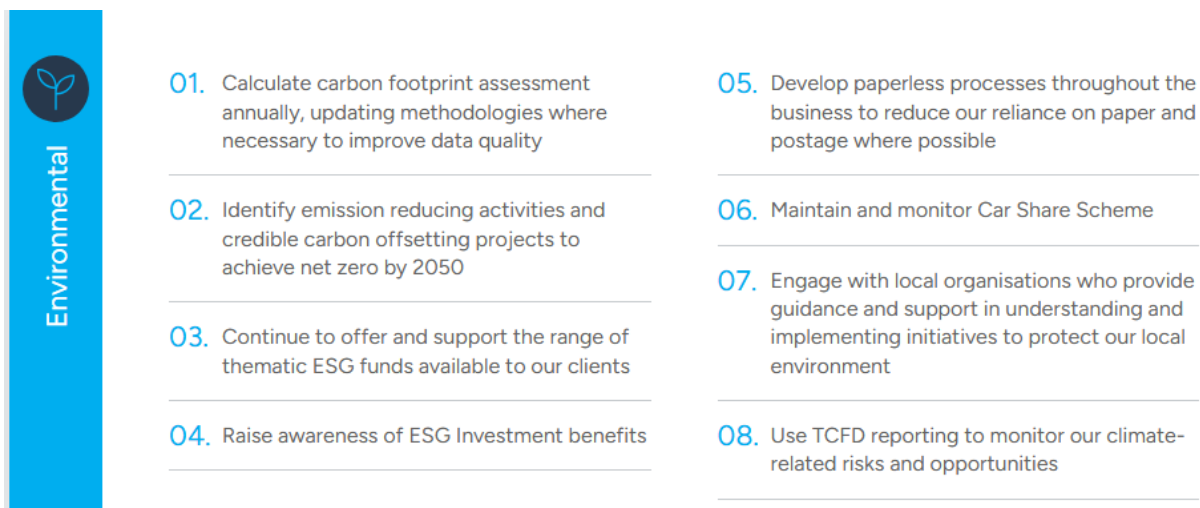 Environmental
01. Calculate carbon footprint assessment
annually, updating methodologies where
necessary to improve data quality
02. Identify emission reducing activities and
credible carbon offsetting projects to
achieve net zero by 2050
03. Continue to offer and support the range of
thematic ESG funds available to our clients
04. Raise awareness of ESG Investment benefits
05. Develop paperless processes throughout the
business to reduce our reliance on paper and
postage where possible
06. Maintain and monitor Car Share Scheme
07. Engage with local organisations who provide
guidance and support in understanding and
implementing initiatives to protect our local
environment
08. Use TCFD reporting to monitor our climate-
related risks and opportunities